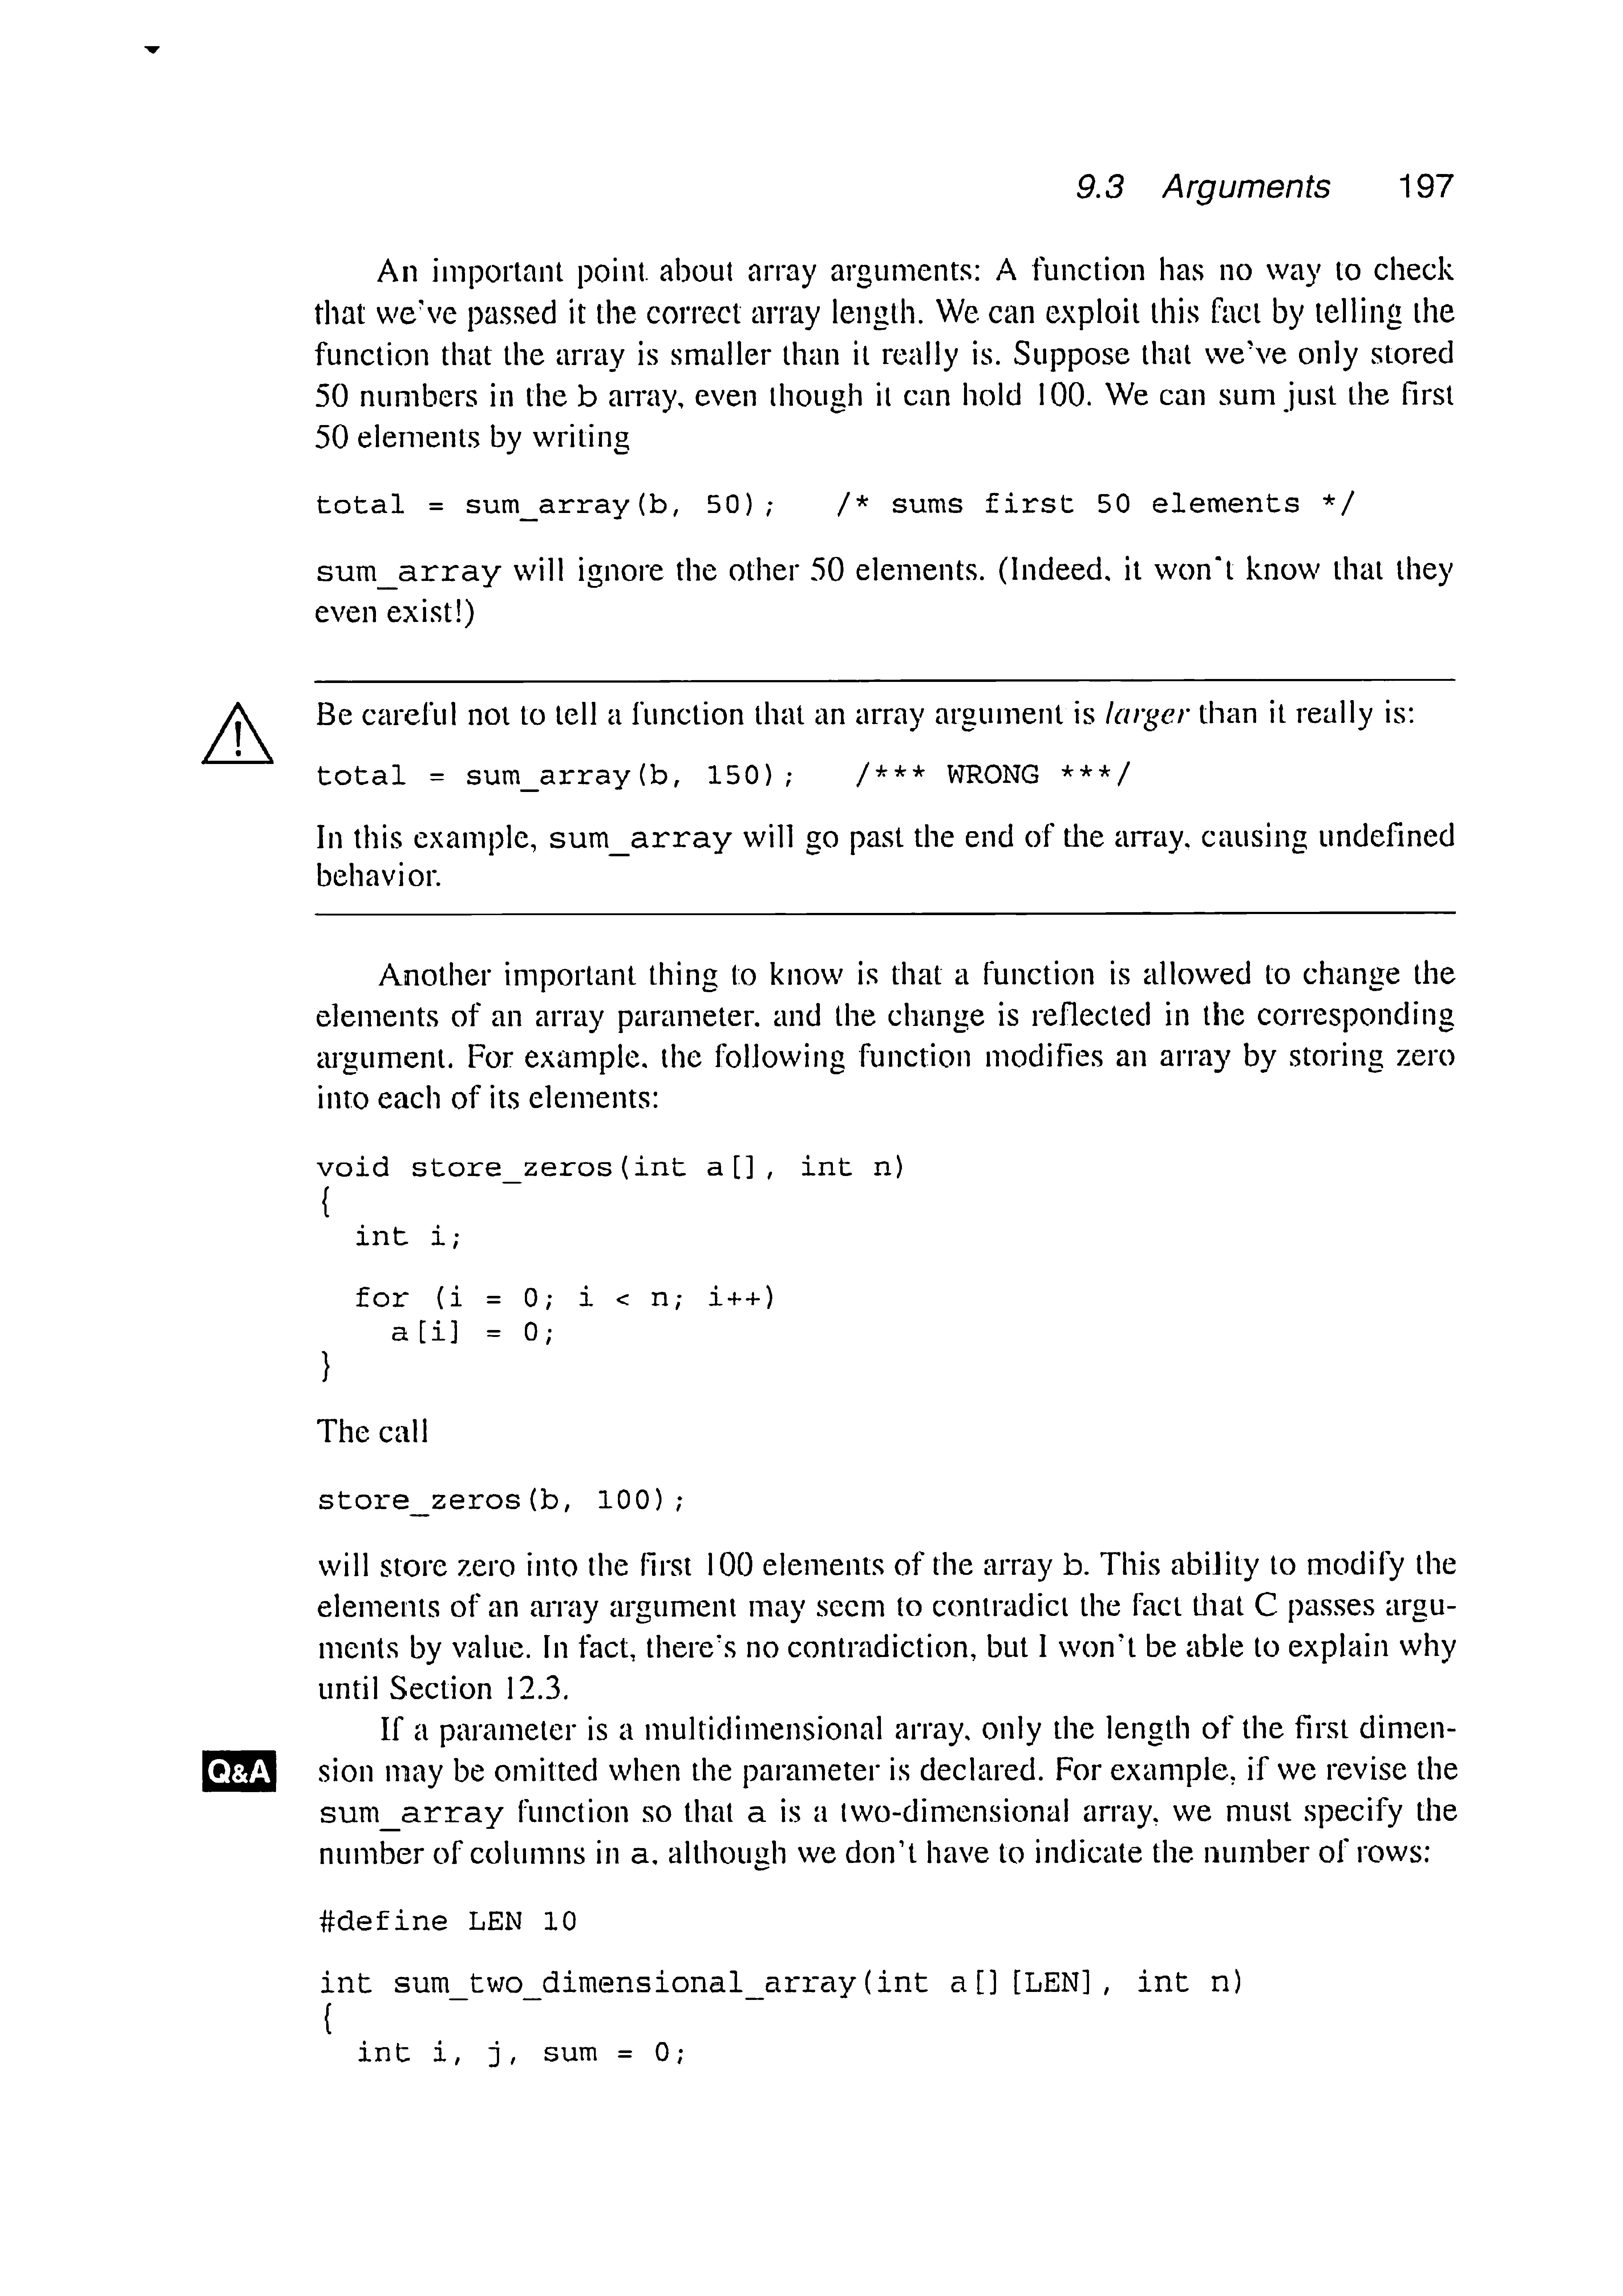 9.3 Arguments 197
An important point about array arguments: A function has no way to check
that we've passed it the correct array length. We can exploit this fact by telling the
function that the array is smaller than it really is. Suppose that we've only stored
50 numbers in the b array, even though it can hold 100. We can sum just the first
50 elements by writing
total = sum_array(b, 50);   /* sums first 50 elements */
sum_array will ignore the other 50 elements. (Indeed, it won't know that they
even exist!)
Be careful not to tell a function that an array argument is larger than it really is:
total = sum_array(b, 150);   /*** WRONG ***/
In this example, sum_array will go past the end of the array, causing undefined
behavior.
Another important thing to know is that a function is allowed to change the
elements of an array parameter, and the change is reflected in the corresponding
argument. For example, the following function modifies an array by storing zero
into each of its elements:
void store_zeros(int a[], int n)
{
  int i;
  for (i = 0; i < n; i++)
    a[i] = 0;
}
The call
store_zeros(b, 100);
will store zero into the first 100 elements of the array b. This ability to modify the
elements of an array argument may seem to contradict the fact that C passes argu-
ments by value. In fact, there's no contradiction, but I won't be able to explain why
until Section 12.3.
If a parameter is a multidimensional array, only the length of the first dimen-
Q&A sion may be omitted when the parameter is declared. For example, if we revise the
sum_array function so that a is a two-dimensional array, we must specify the
number of columns in a, although we don't have to indicate the number of rows:
#define LEN 10
int sum_two_dimensional_array(int a[][LEN], int n)
{
  int i, j, sum = 0;